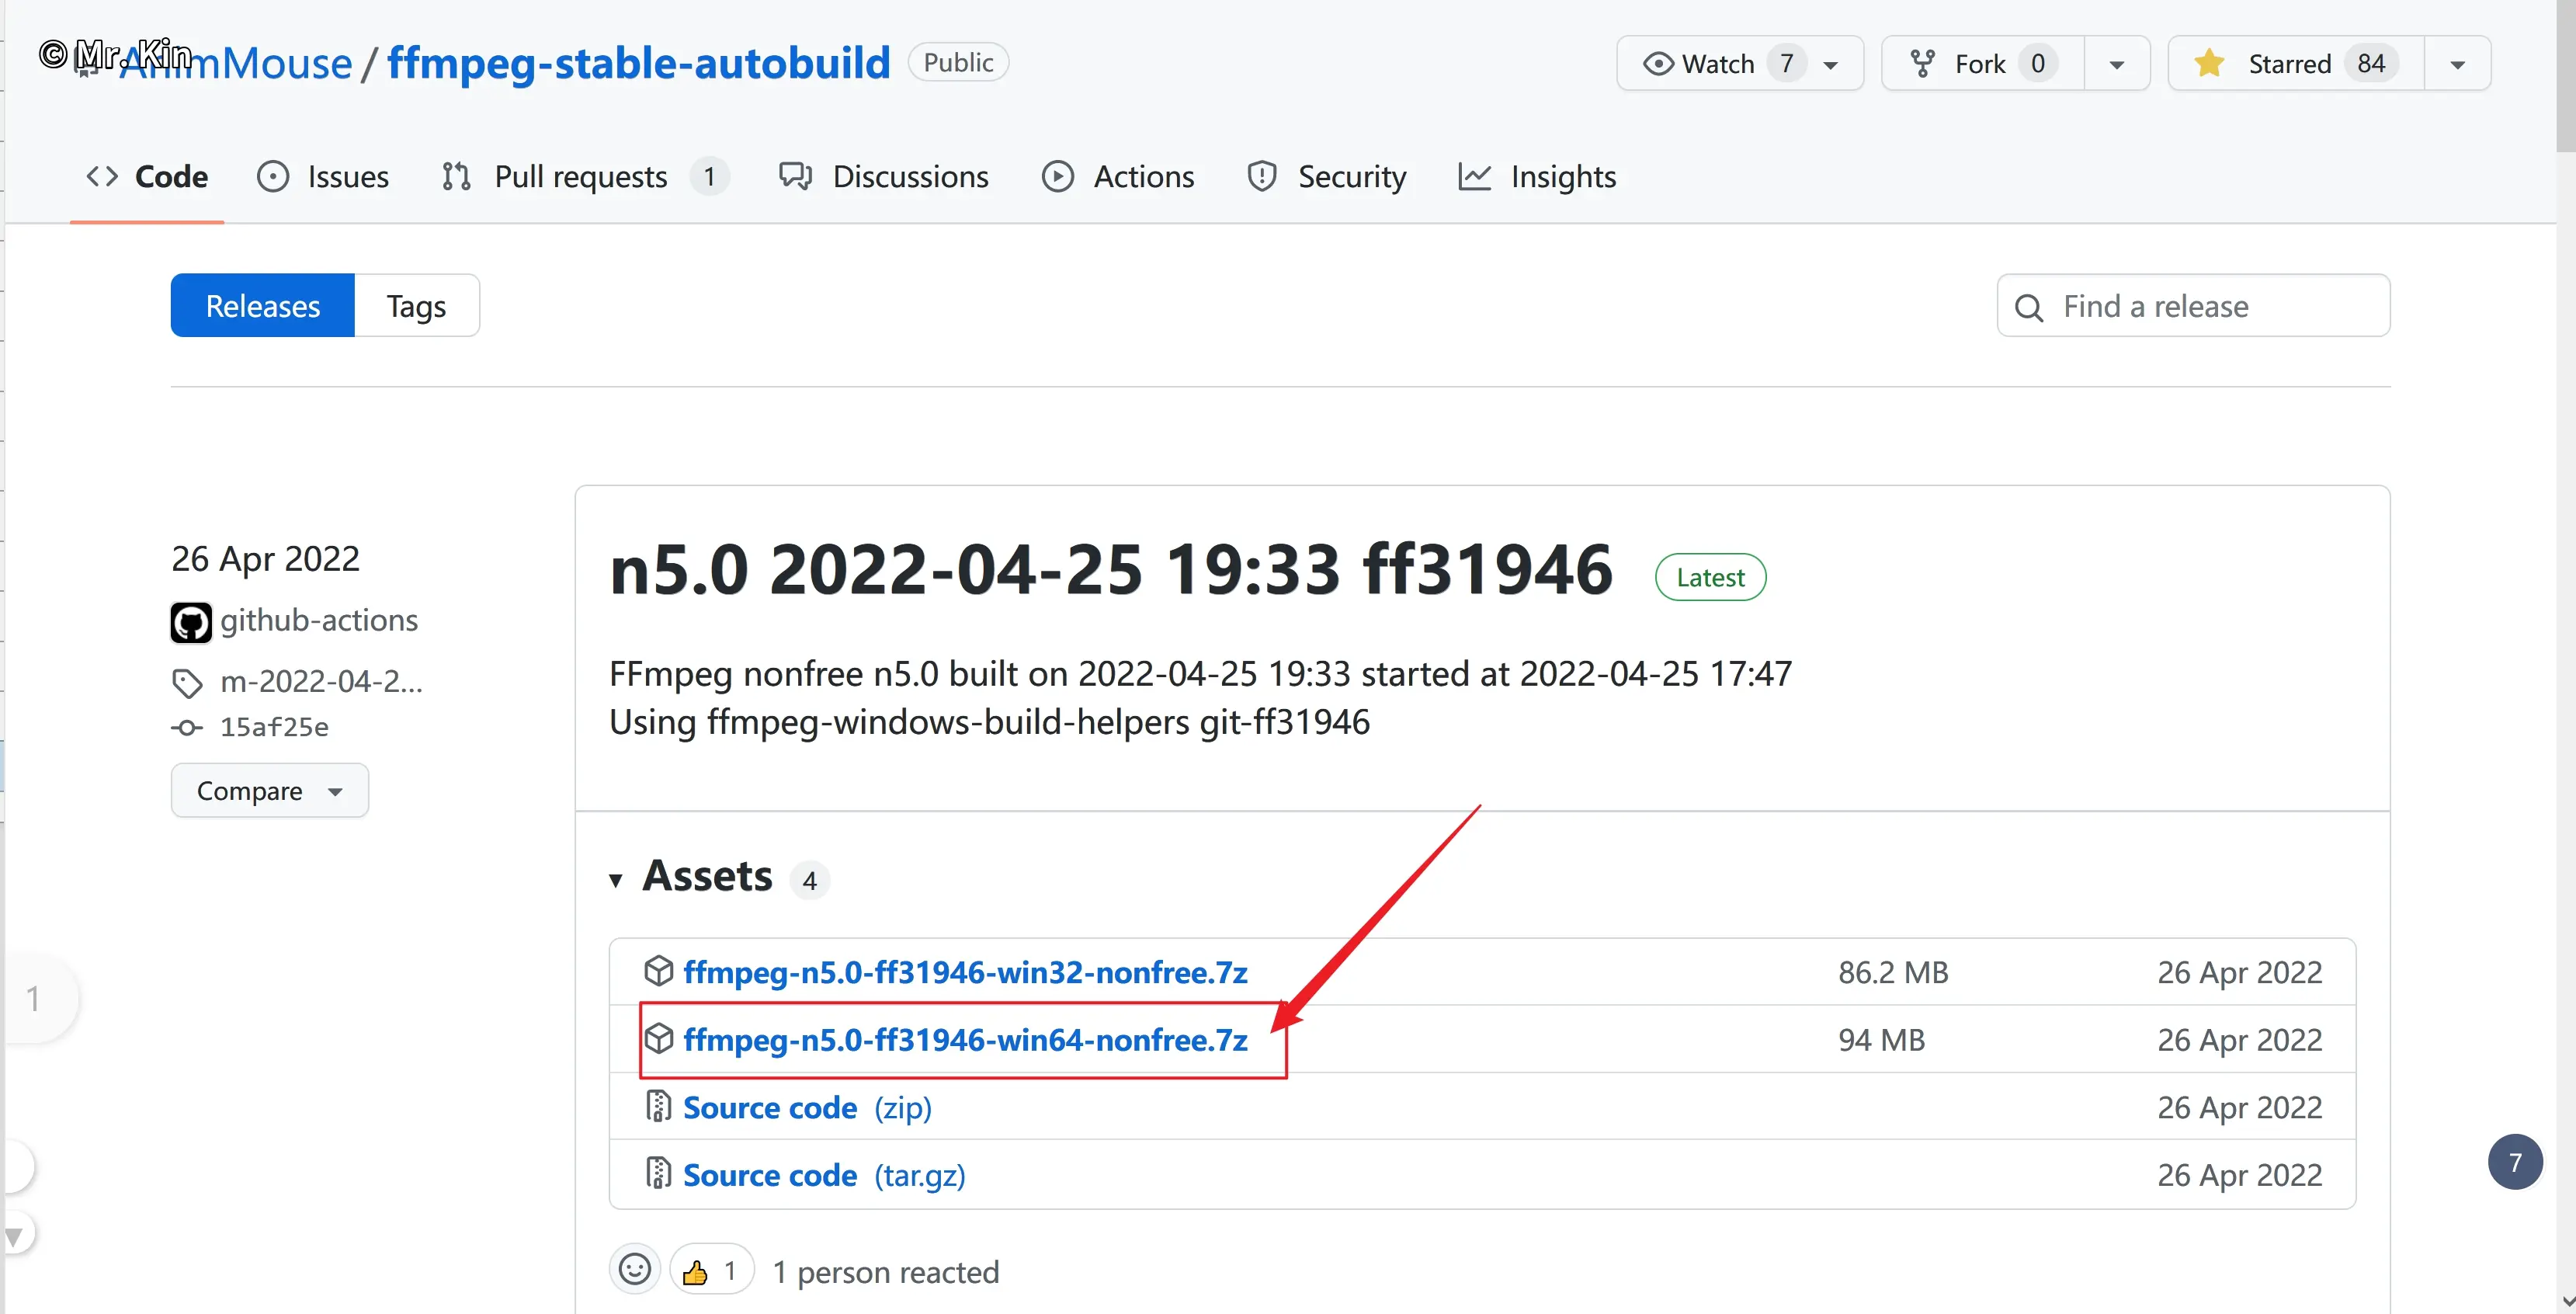 © Mr. Kin
AnimMouse / ffmpeg-stable-autobuild Public Watch 7 Fork 0 Starred 84
Code Issues Pull requests 1 Discussions Actions Security Insights
Releases Tags Find a release
26 Apr 2022
github-actions
m-2022-04-2...
15af25e
Compare
n5.0 2022-04-25 19:33 ff31946 Latest
FFmpeg nonfree n5.0 built on 2022-04-25 19:33 started at 2022-04-25 17:47
Using ffmpeg-windows-build-helpers git-ff31946
Assets 4
ffmpeg-n5.0-ff31946-win32-nonfree.7z 86.2 MB 26 Apr 2022
ffmpeg-n5.0-ff31946-win64-nonfree.7z 94 MB 26 Apr 2022
Source code (zip) 26 Apr 2022
Source code (tar.gz) 26 Apr 2022
👍 1 1 person reacted
1
7